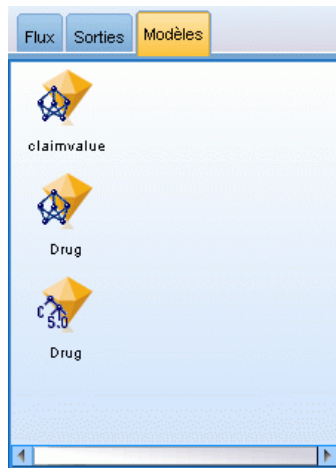 Flux Sorties Modèles
claimvalue
Drug
C 5.0
Drug